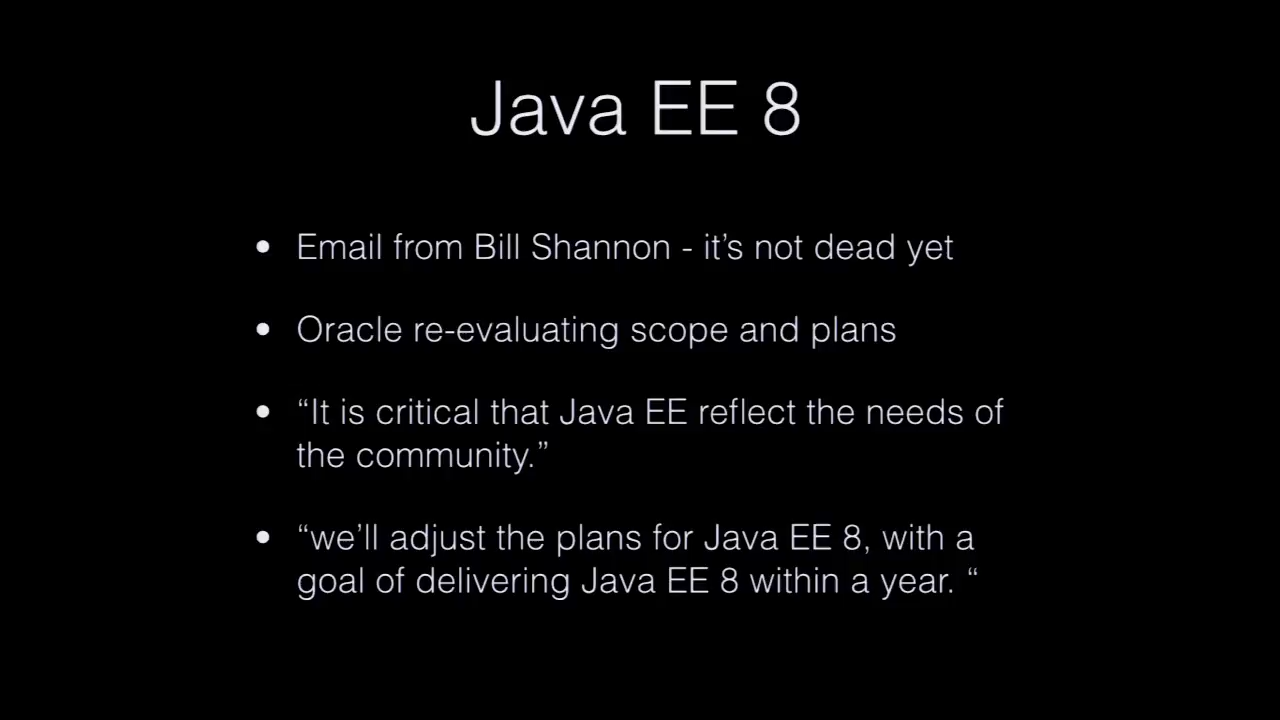 Java EE 8
• Email from Bill Shannon - it’s not dead yet
• Oracle re-evaluating scope and plans
• “It is critical that Java EE reflect the needs of
the community.”
• “we’ll adjust the plans for Java EE 8, with a
goal of delivering Java EE 8 within a year. “